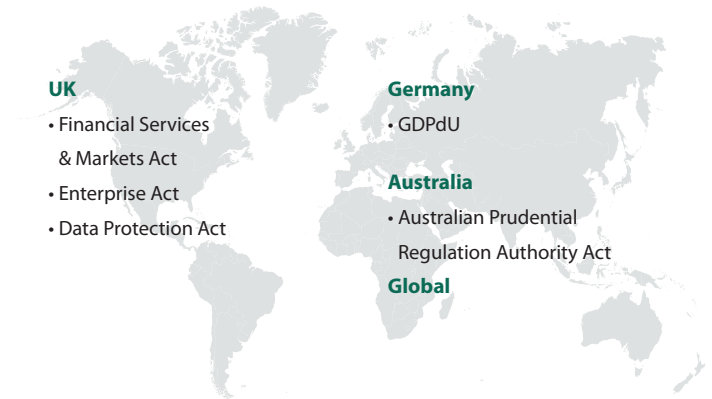 UK
• Financial Services
& Markets Act
• Enterprise Act
• Data Protection Act
Germany
• GDPdU
Australia
• Australian Prudential
Regulation Authority Act
Global